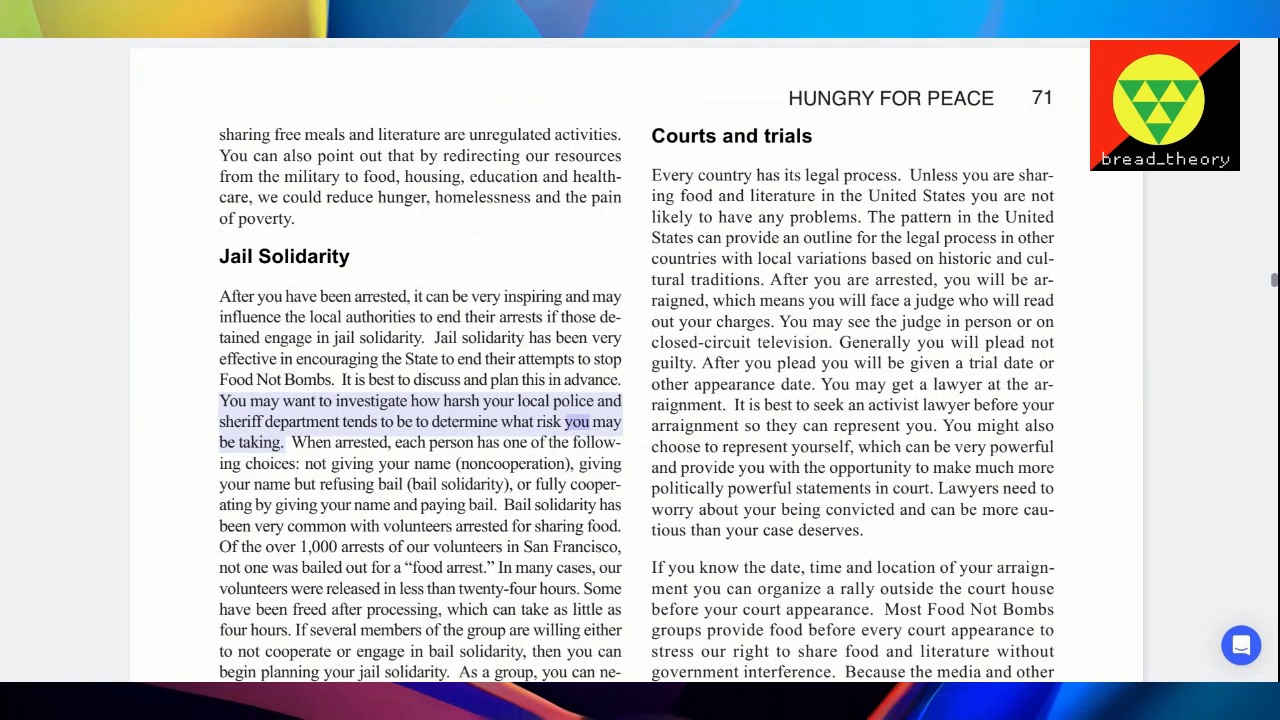 HUNGRY FOR PEACE 71
bread_theory
sharing free meals and literature are unregulated activities.
You can also point out that by redirecting our resources
from the military to food, housing, education and health-
care, we could reduce hunger, homelessness and the pain
of poverty.
Jail Solidarity
After you have been arrested, it can be very inspiring and may
influence the local authorities to end their arrests if those de-
tained engage in jail solidarity. Jail solidarity has been very
effective in encouraging the State to end their attempts to stop
Food Not Bombs. It is best to discuss and plan this in advance.
You may want to investigate how harsh your local police and
sheriff department tends to be to determine what risk you may
be taking. When arrested, each person has one of the follow-
ing choices: not giving your name (noncooperation), giving
your name but refusing bail (bail solidarity), or fully cooper-
ating by giving your name and paying bail. Bail solidarity has
been very common with volunteers arrested for sharing food.
Of the over 1,000 arrests of our volunteers in San Francisco,
not one was bailed out for a “food arrest.” In many cases, our
volunteers were released in less than twenty-four hours. Some
have been freed after processing, which can take as little as
four hours. If several members of the group are willing either
to not cooperate or engage in bail solidarity, then you can
begin planning your jail solidarity. As a group, you can ne-
Courts and trials
Every country has its legal process. Unless you are shar-
ing food and literature in the United States you are not
likely to have any problems. The pattern in the United
States can provide an outline for the legal process in other
countries with local variations based on historic and cul-
tural traditions. After you are arrested, you will be ar-
raigned, which means you will face a judge who will read
out your charges. You may see the judge in person or on
closed-circuit television. Generally you will plead not
guilty. After you plead you will be given a trial date or
other appearance date. You may get a lawyer at the ar-
raignment. It is best to seek an activist lawyer before your
arraignment so they can represent you. You might also
choose to represent yourself, which can be very powerful
and provide you with the opportunity to make much more
politically powerful statements in court. Lawyers need to
worry about your being convicted and can be more cau-
tious than your case deserves.
If you know the date, time and location of your arraign-
ment you can organize a rally outside the court house
before your court appearance. Most Food Not Bombs
groups provide food before every court appearance to
stress our right to share food and literature without
government interference. Because the media and other